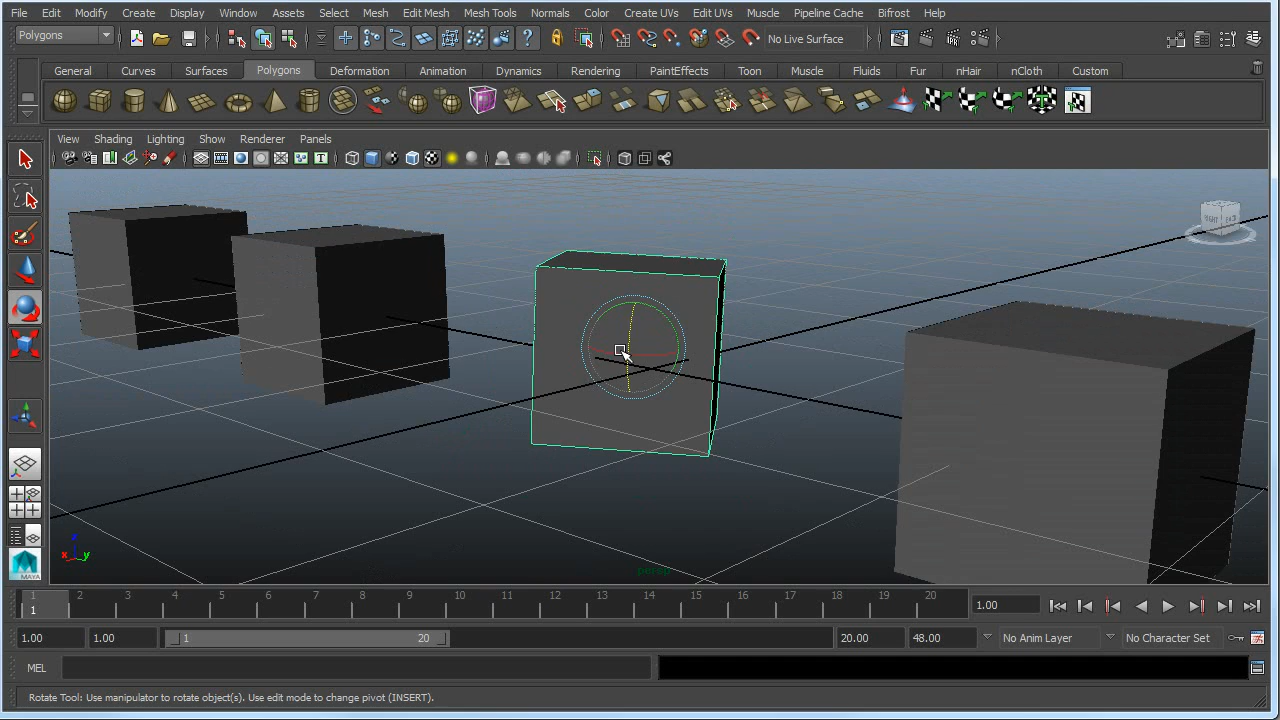 File Edit Modify Create Display Window Assets Select Mesh Edit Mesh Mesh Tools Normals Color Create UVs Edit UVs Muscle Pipeline Cache Bifrost Help
Polygons No Live Surface
General Curves Surfaces Polygons Deformation Animation Dynamics Rendering PaintEffects Toon Muscle Fluids Fur nHair nCloth Custom
View Shading Lighting Show Renderer Panels
RIGHT
x y
persp
MAYA
1 2 3 4 5 6 7 8 9 10 11 12 13 14 15 16 17 18 19 20
1 1.00
1.00 1.00 1 20 20.00 48.00 No Anim Layer No Character Set
MEL
Rotate Tool: Use manipulator to rotate object(s). Use edit mode to change pivot (INSERT).